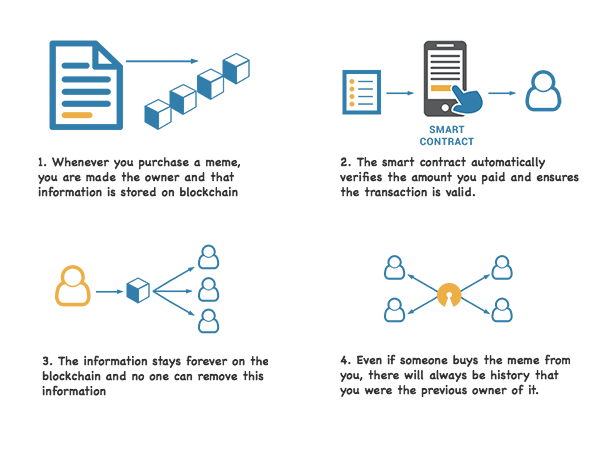 SMART
CONTRACT
1. Whenever you purchase a meme,
you are made the owner and that
information is stored on blockchain
2. The smart contract automatically
verifies the amount you paid and ensures
the transaction is valid.
3. The information stays forever on the
blockchain and no one can remove this
information
4. Even if someone buys the meme from
you, there will always be history that
you were the previous owner of it.